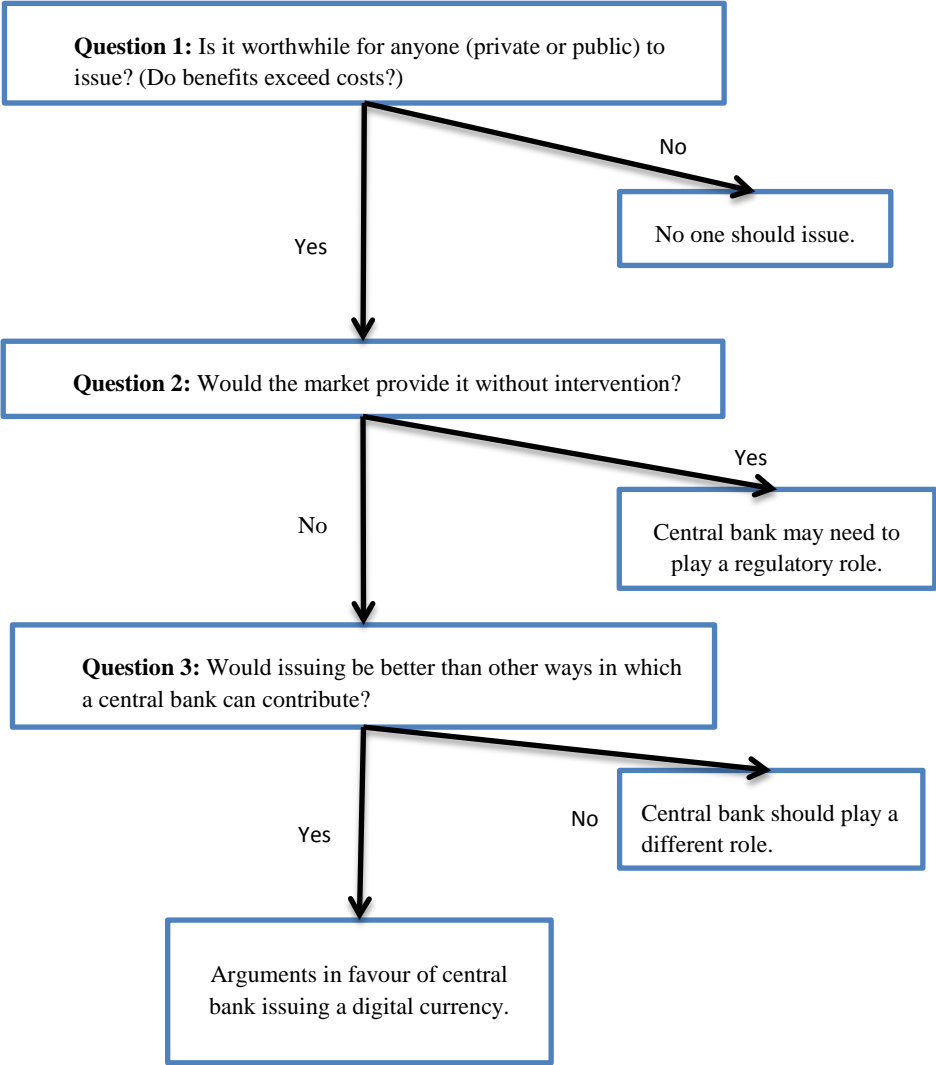 Question 1: Is it worthwhile for anyone (private or public) to
issue? (Do benefits exceed costs?)
No
No one should issue.
Yes
Question 2: Would the market provide it without intervention?
Yes
Central bank may need to
play a regulatory role.
No
Question 3: Would issuing be better than other ways in which
a central bank can contribute?
No
Central bank should play a
different role.
Yes
Arguments in favour of central
bank issuing a digital currency.